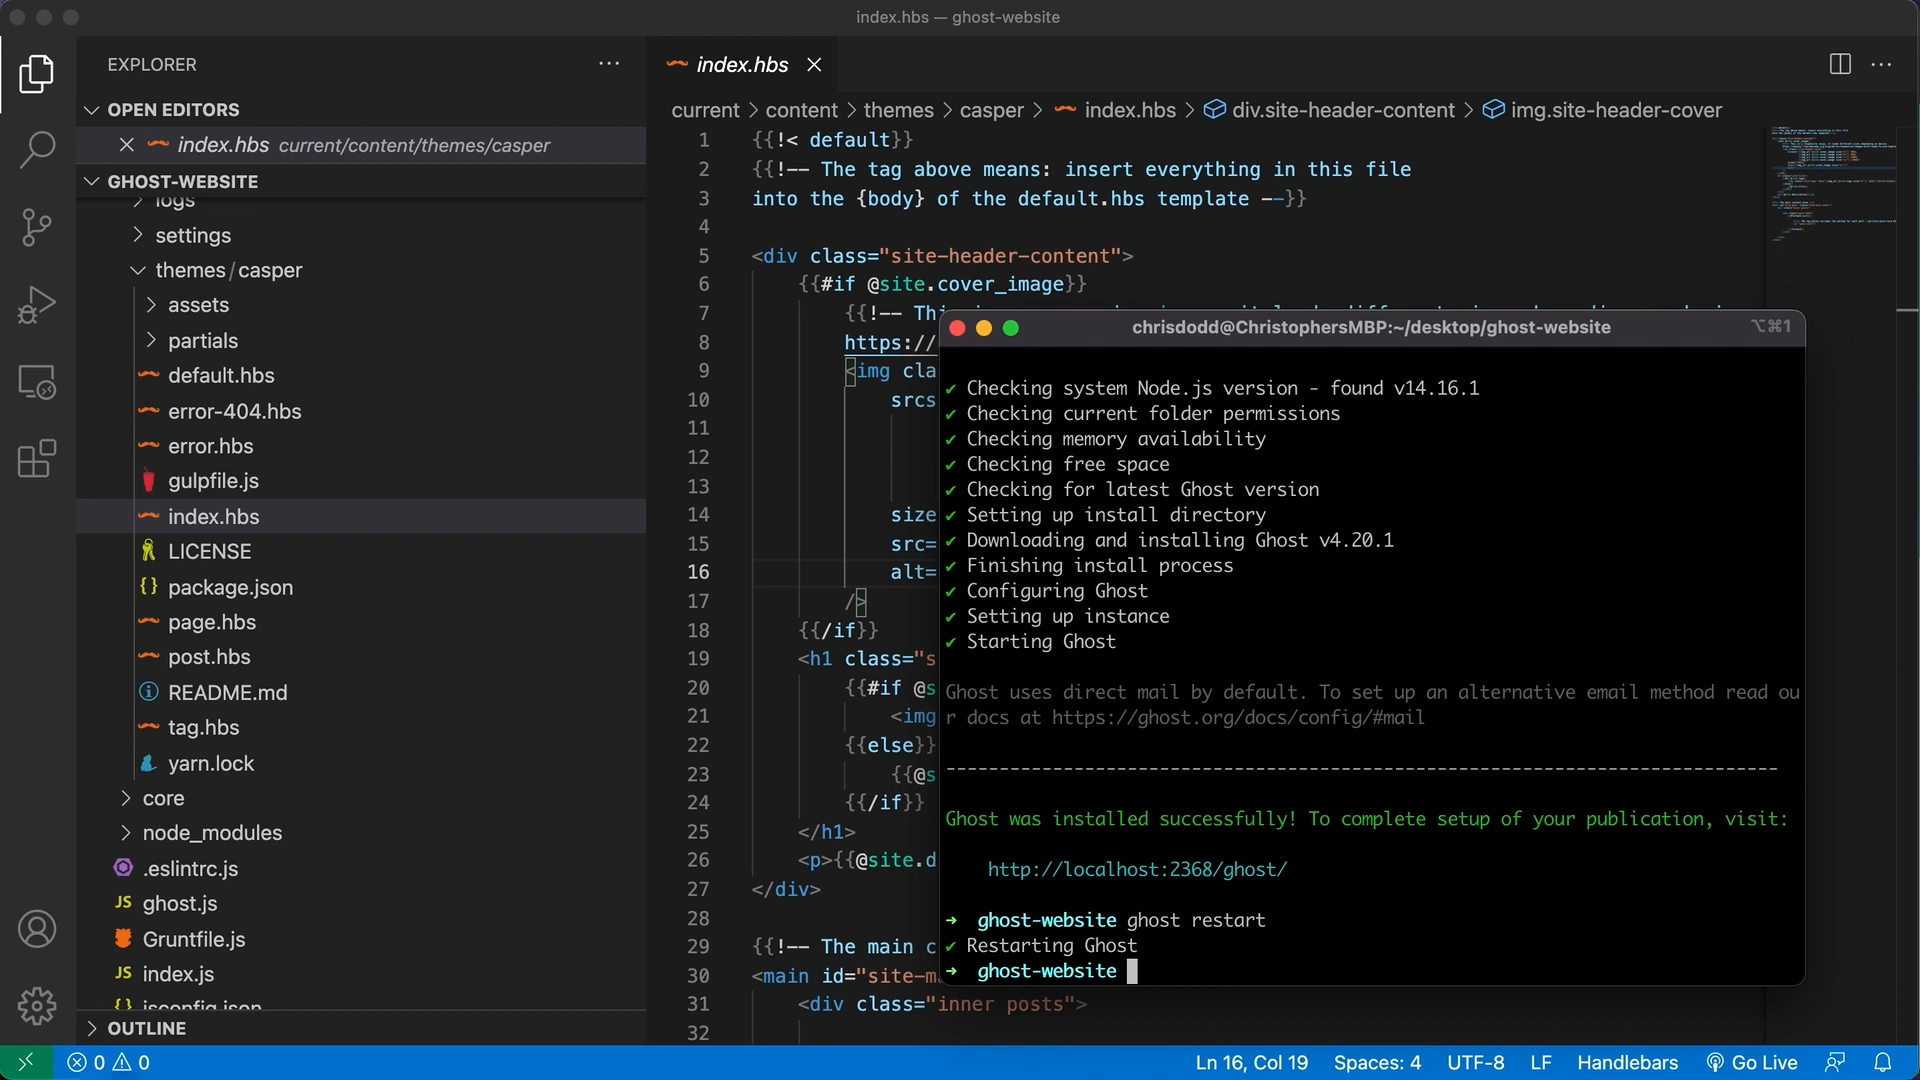 index.hbs — ghost-website
EXPLORER
OPEN EDITORS
index.hbs current/content/themes/casper
GHOST-WEBSITE
logs
settings
themes/casper
assets
partials
default.hbs
error-404.hbs
error.hbs
gulpfile.js
index.hbs
LICENSE
package.json
page.hbs
post.hbs
README.md
tag.hbs
yarn.lock
core
node_modules
.eslintrc.js
JS ghost.js
Gruntfile.js
JS index.js
jsconfig.json
OUTLINE
index.hbs
current > content > themes > casper > index.hbs > div.site-header-content > img.site-header-cover
1 {{!< default}}
2 {{!-- The tag above means: insert everything in this file
3 into the {body} of the default.hbs template --}}
4
5 <div class="site-header-content">
6 {{#if @site.cover_image}}
7 {{!-- Th
8 https://
9 <img cla
10 srcs
11
12
13
14 size
15 src=
16 alt=
17 />
18 {{/if}}
19 <h1 class="s
20 {{#if @s
21 <img
22 {{else}}
23 {{@s
24 {{/if}}
25 </h1>
26 <p>{{@site.d
27 </div>
28
29 {{!-- The main c
30 <main id="site-m
31 <div class="inner posts">
32
chrisdodd@ChristophersMBP:~/desktop/ghost-website
⌥⌘1
✔ Checking system Node.js version - found v14.16.1
✔ Checking current folder permissions
✔ Checking memory availability
✔ Checking free space
✔ Checking for latest Ghost version
✔ Setting up install directory
✔ Downloading and installing Ghost v4.20.1
✔ Finishing install process
✔ Configuring Ghost
✔ Setting up instance
✔ Starting Ghost
Ghost uses direct mail by default. To set up an alternative email method read ou
r docs at https://ghost.org/docs/config/#mail
------------------------------------------------------------------------------
Ghost was installed successfully! To complete setup of your publication, visit:
http://localhost:2368/ghost/
➜ ghost-website ghost restart
✔ Restarting Ghost
➜ ghost-website
0 0
Ln 16, Col 19 Spaces: 4 UTF-8 LF Handlebars Go Live